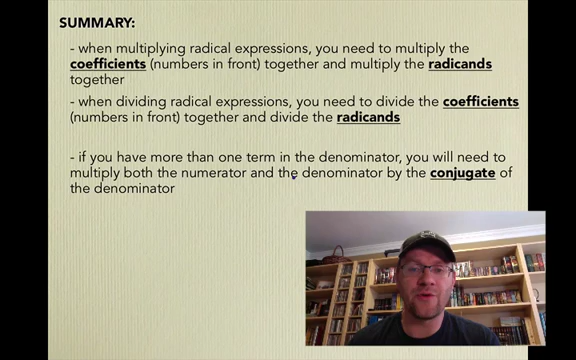 SUMMARY:
- when multiplying radical expressions, you need to multiply the
coefficients (numbers in front) together and multiply the radicands
together
- when dividing radical expressions, you need to divide the coefficients
(numbers in front) together and divide the radicands
- if you have more than one term in the denominator, you will need to
multiply both the numerator and the denominator by the conjugate of
the denominator